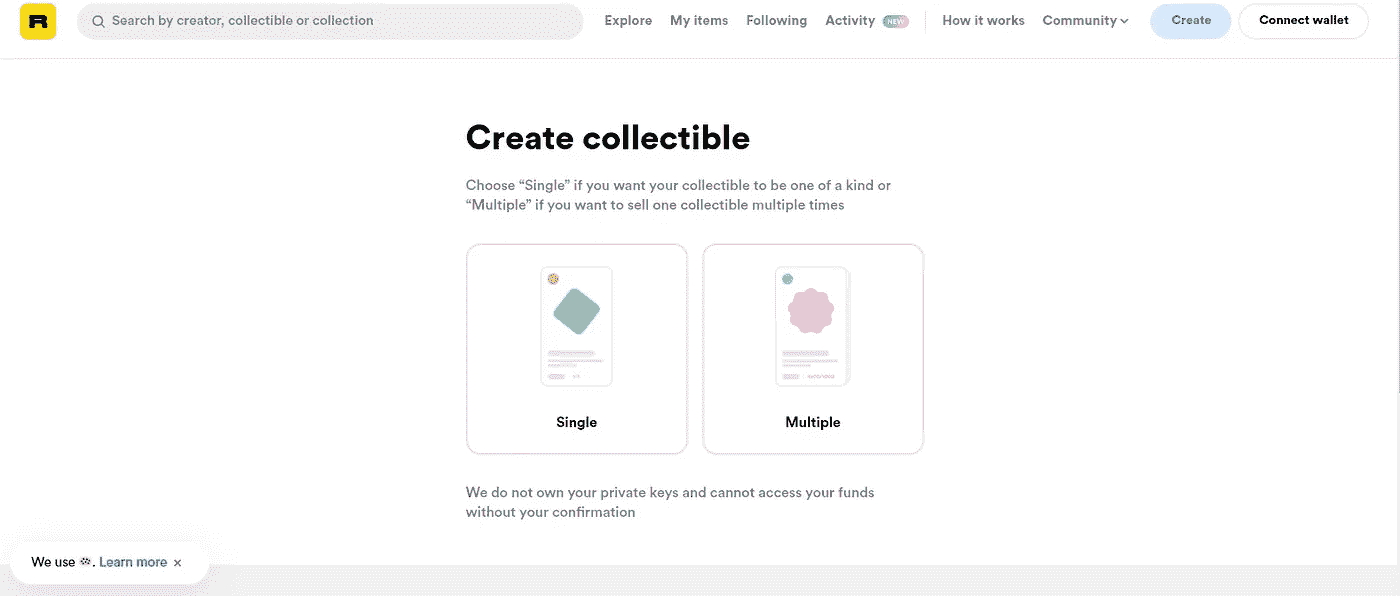 R
Search by creator, collectible or collection
Explore
My items
Following
Activity NEW
How it works
Community
Create
Connect wallet
Create collectible
Choose “Single” if you want your collectible to be one of a kind or
“Multiple” if you want to sell one collectible multiple times
Single
Multiple
We do not own your private keys and cannot access your funds
without your confirmation
We use 🍪. Learn more ×